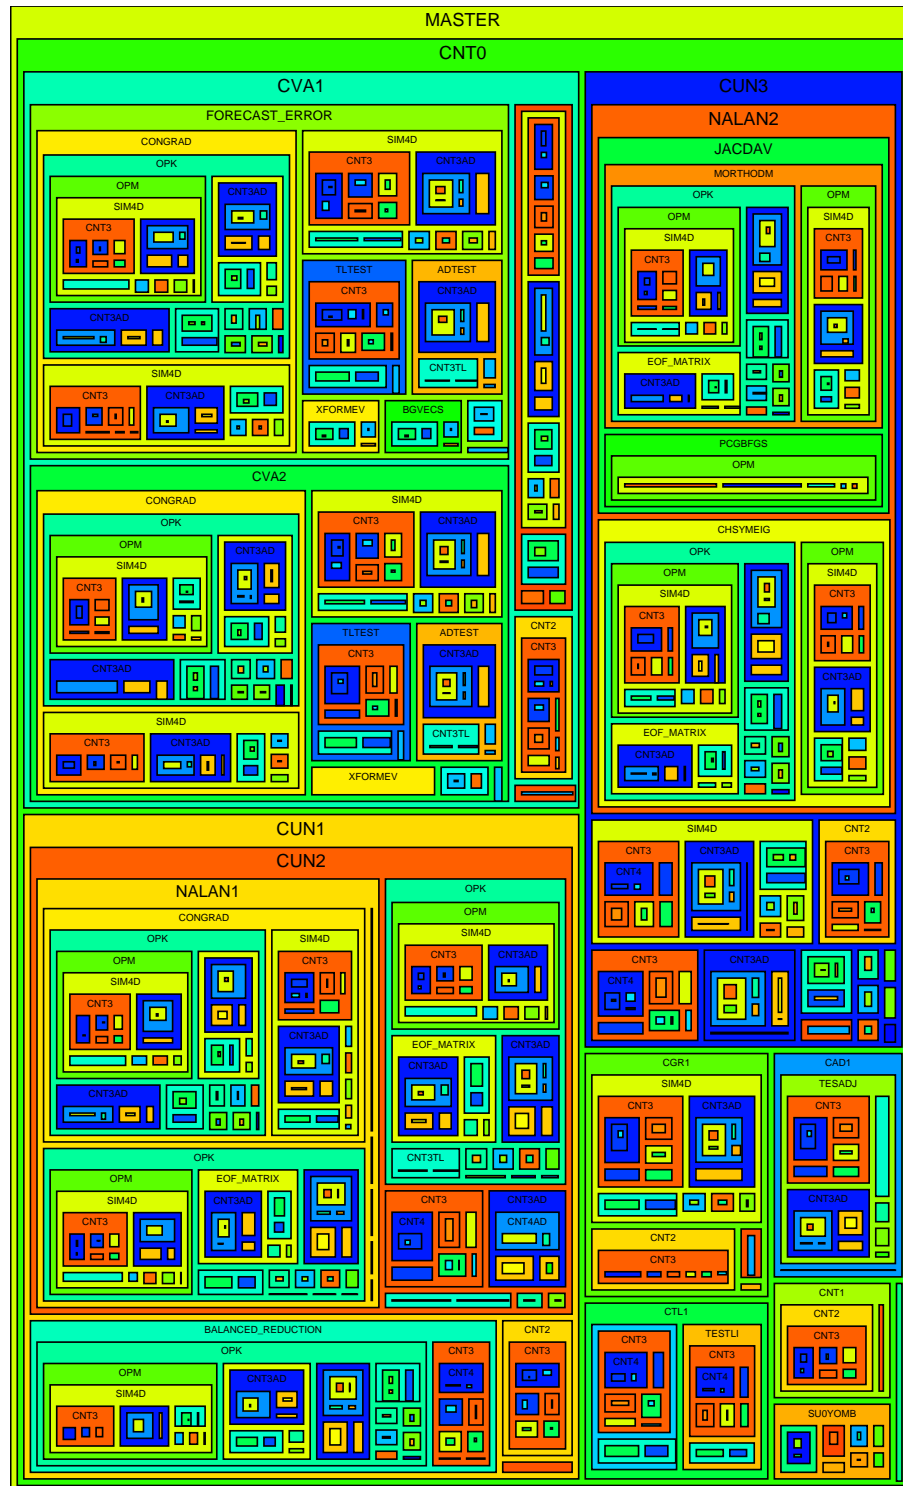 MASTER
CNT0
CVA1
FORECAST_ERROR
CONGRAD
OPK
OPM
SIM4D
CNT3
CNT3AD
CNT3AD
SIM4D
CNT3
CNT3AD
SIM4D
CNT3
CNT3AD
TLTEST
CNT3
ADTEST
CNT3AD
CNT3TL
XFORMEV
BGVECS
CVA2
CONGRAD
OPK
OPM
SIM4D
CNT3
CNT3AD
CNT3AD
SIM4D
CNT3
CNT3AD
SIM4D
CNT3
CNT3AD
TLTEST
CNT3
ADTEST
CNT3AD
CNT3TL
XFORMEV
CNT2
CNT3
CUN1
CUN2
NALAN1
CONGRAD
OPK
OPM
SIM4D
CNT3
CNT3AD
SIM4D
CNT3
CNT3AD
OPK
OPM
SIM4D
CNT3
EOF_MATRIX
CNT3AD
OPK
OPM
SIM4D
CNT3
CNT3AD
EOF_MATRIX
CNT3AD
CNT3AD
CNT3TL
CNT3
CNT4
CNT3AD
CNT4AD
BALANCED_REDUCTION
OPK
OPM
SIM4D
CNT3
CNT3AD
CNT3
CNT4
CNT2
CNT3
CUN3
NALAN2
JACDAV
MORTHODM
OPK
OPM
SIM4D
CNT3
EOF_MATRIX
CNT3AD
OPM
SIM4D
CNT3
PCGBFGS
OPM
CHSYMEIG
OPK
OPM
SIM4D
CNT3
EOF_MATRIX
CNT3AD
OPM
SIM4D
CNT3
CNT3AD
SIM4D
CNT3
CNT4
CNT3AD
CNT2
CNT3
CNT3
CNT4
CNT3AD
CGR1
SIM4D
CNT3
CNT3AD
CNT2
CNT3
CAD1
TESADJ
CNT3
CNT3AD
CTL1
CNT3
CNT4
TESTLI
CNT3
CNT4
CNT1
CNT2
CNT3
SU0YOMB